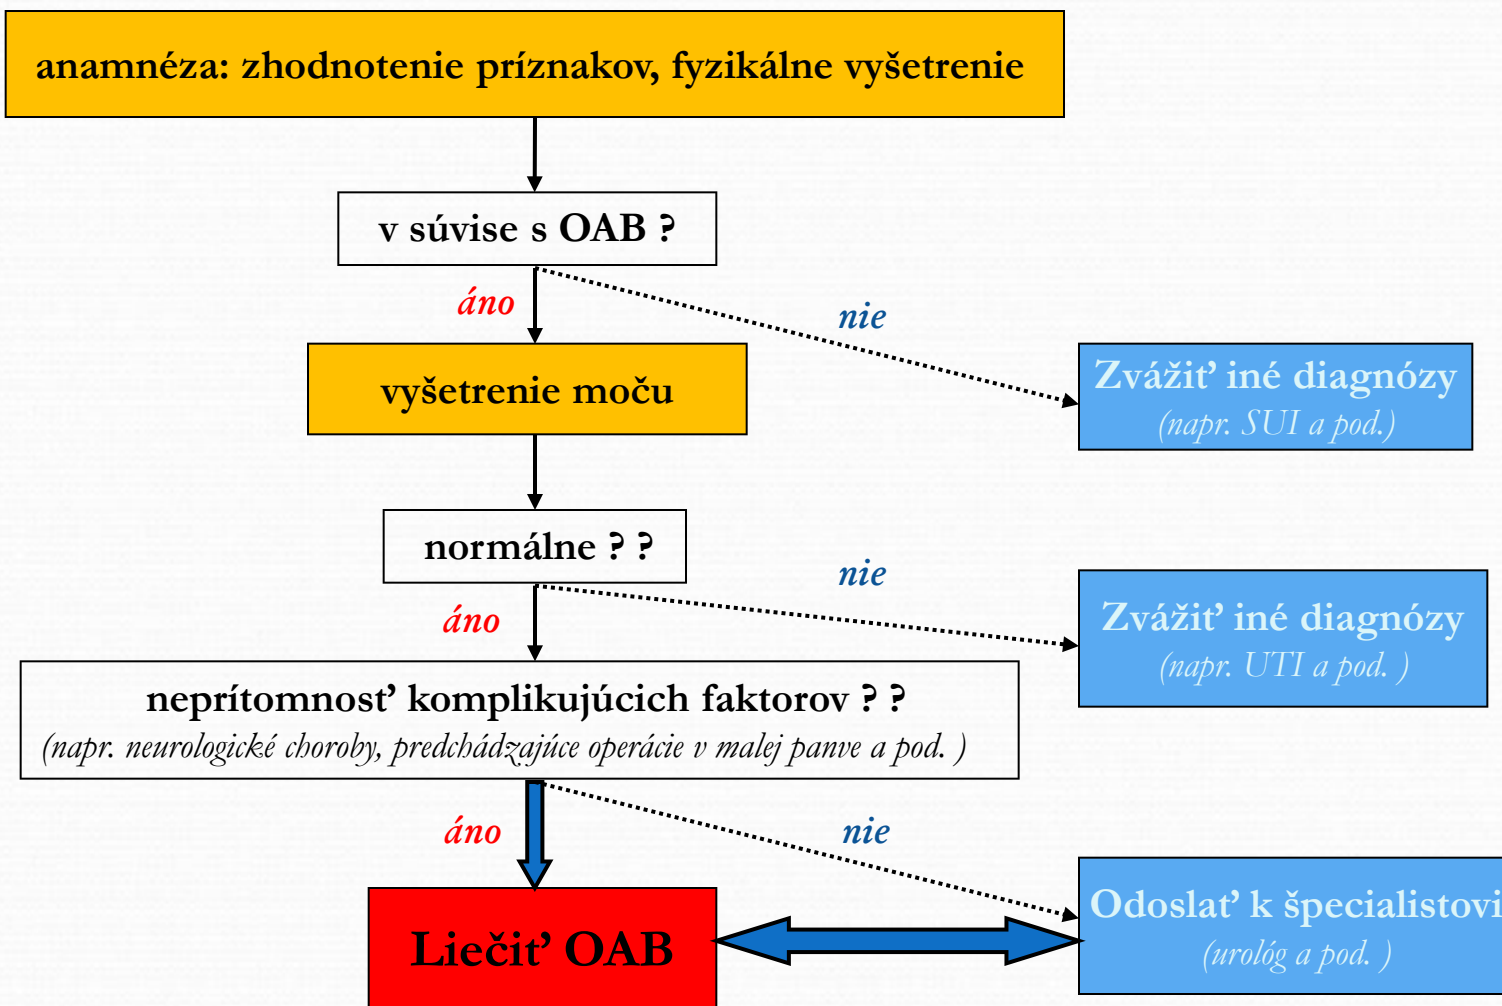 anamnéza: zhodnotenie príznakov, fyzikálne vyšetrenie
v súvise s OAB ?
áno
nie
vyšetrenie moču
Zvážiť iné diagnózy
(napr. SUI a pod.)
normálne ? ?
áno
nie
Zvážiť iné diagnózy
(napr. UTI a pod. )
neprítomnosť komplikujúcich faktorov ? ?
(napr. neurologické choroby, predchádzajúce operácie v malej panve a pod. )
áno
nie
Liečiť OAB
Odoslať k špecialistovi
(urológ a pod. )